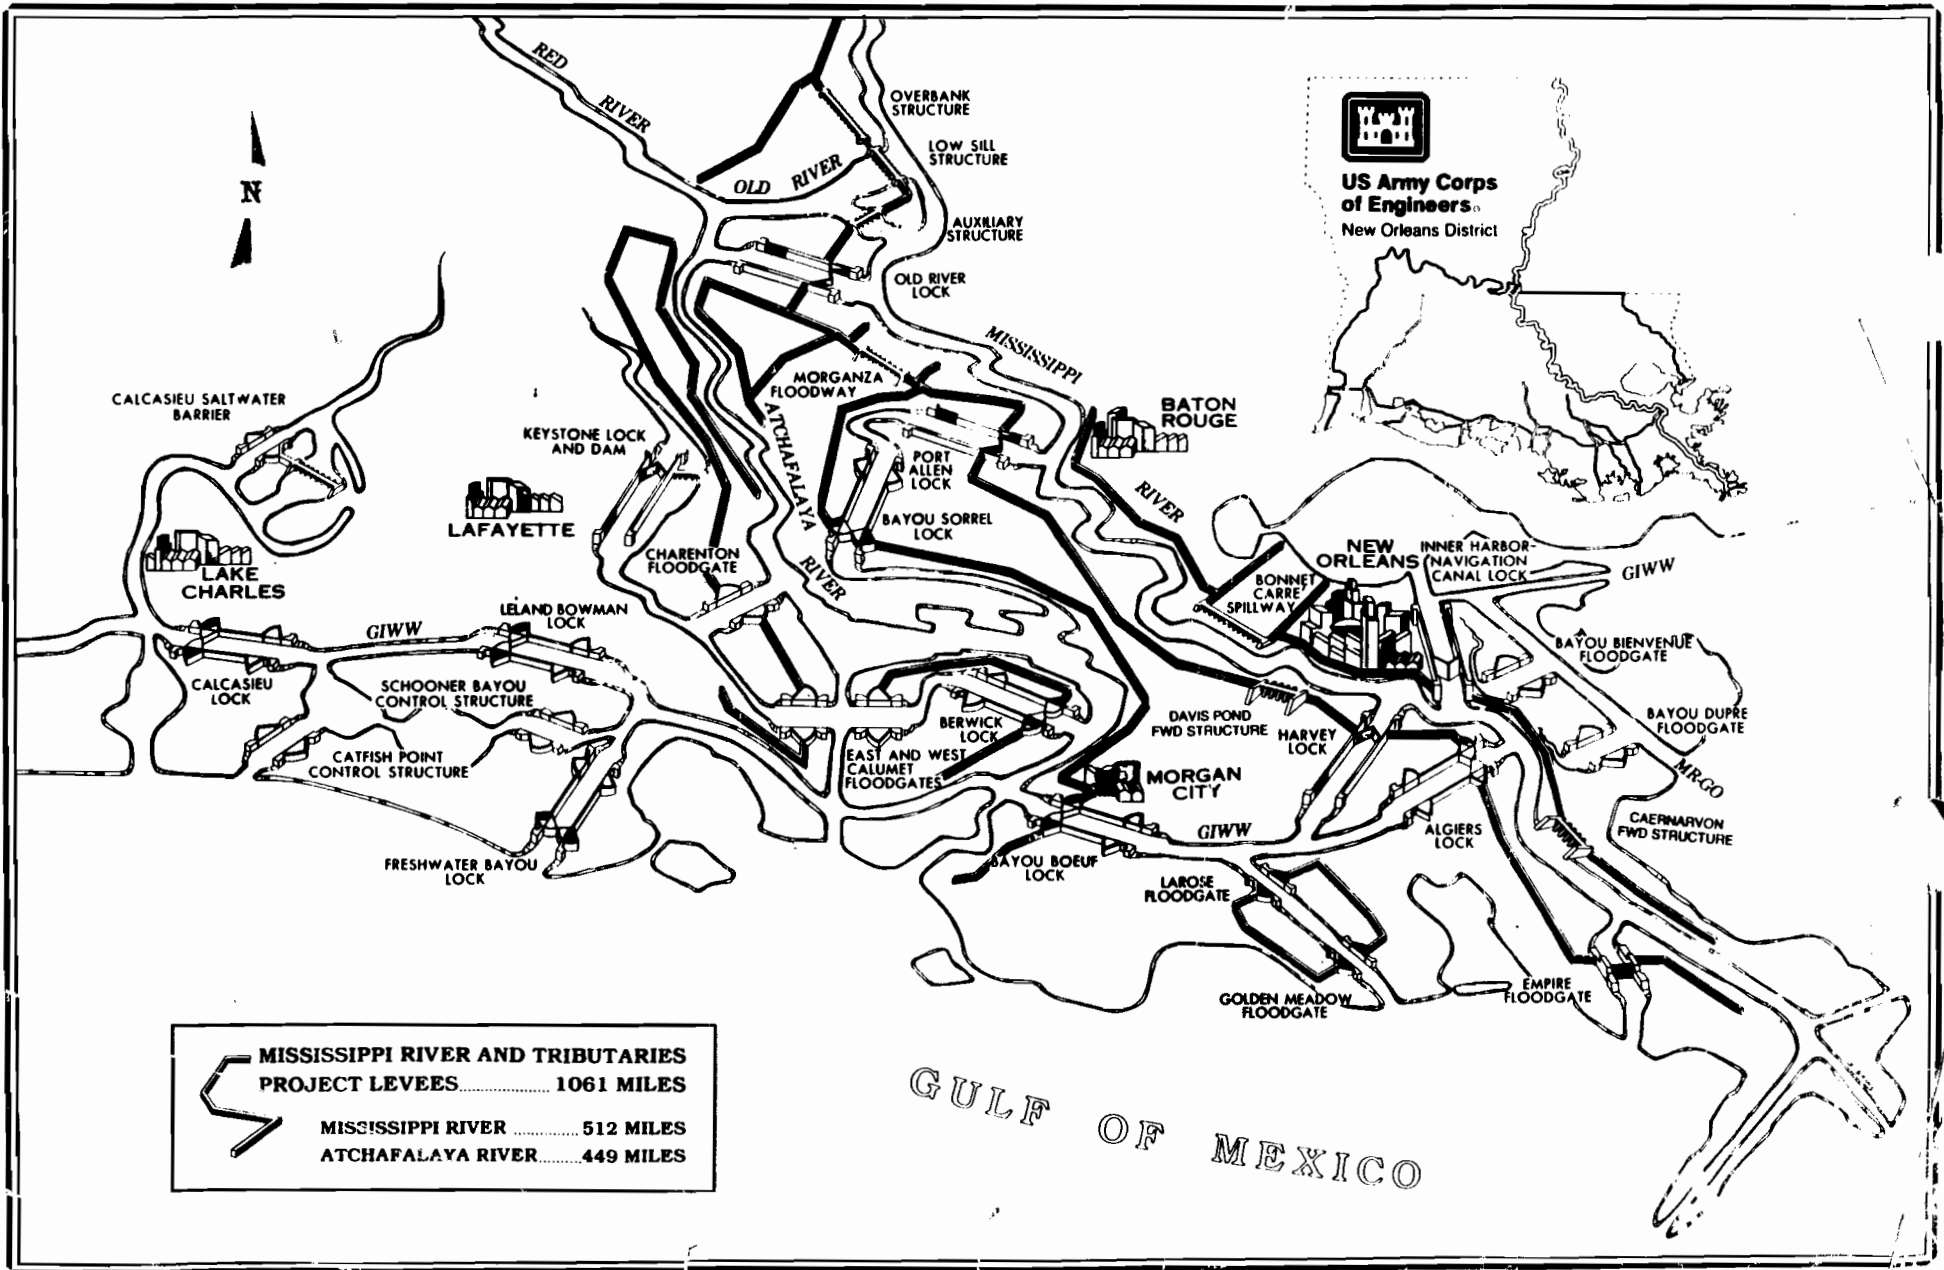 RED
RIVER
OVERBANK
STRUCTURE
LOW SILL
STRUCTURE
OLD RIVER
AUXILIARY
STRUCTURE
OLD RIVER
LOCK
US Army Corps
of Engineers
New Orleans District
N
MISSISSIPPI
MORGANZA
FLOODWAY
CALCASIEU SALTWATER
BARRIER
KEYSTONE LOCK
AND DAM
ATCHAFALAYA
BATON
ROUGE
PORT
ALLEN
LOCK
RIVER
LAFAYETTE
BAYOU SORREL
LOCK
CHARENTON
FLOODGATE
RIVER
LAKE
CHARLES
NEW
ORLEANS
INNER HARBOR-
NAVIGATION
CANAL LOCK
GIWW
BONNET
CARRE
SPILLWAY
LELAND BOWMAN
LOCK
GIWW
BAYOU BIENVENUE
FLOODGATE
CALCASIEU
LOCK
SCHOONER BAYOU
CONTROL STRUCTURE
BERWICK
LOCK
DAVIS POND
FWD STRUCTURE
HARVEY
LOCK
BAYOU DUPRE
FLOODGATE
CATFISH POINT
CONTROL STRUCTURE
EAST AND WEST
CALUMET
FLOODGATES
MORGAN
CITY
MR-GO
GIWW
ALGIERS
LOCK
CAERNARVON
FWD STRUCTURE
FRESHWATER BAYOU
LOCK
BAYOU BOEUF
LOCK
LAROSE
FLOODGATE
GOLDEN MEADOW
FLOODGATE
EMPIRE
FLOODGATE
MISSISSIPPI RIVER AND TRIBUTARIES
PROJECT LEVEES.................. 1061 MILES
MISSISSIPPI RIVER .............. 512 MILES
ATCHAFALAYA RIVER.........449 MILES
GULF OF MEXICO